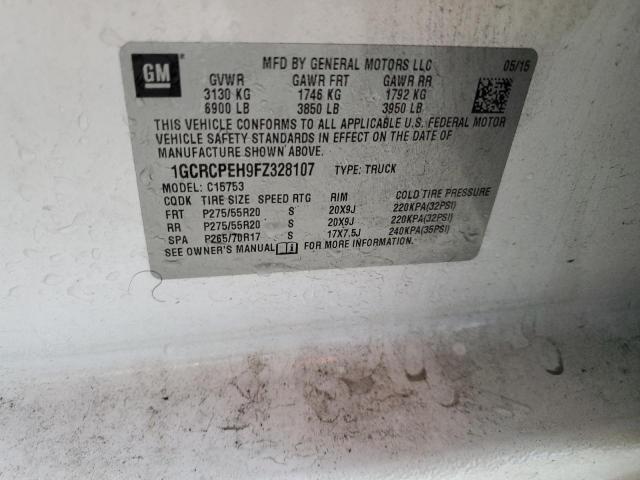 GM
MFD BY GENERAL MOTORS LLC 05/15
GVWR GAWR FRT GAWR RR
3130 KG 1746 KG 1792 KG
6900 LB 3850 LB 3950 LB
THIS VEHICLE CONFORMS TO ALL APPLICABLE U.S. FEDERAL MOTOR
VEHICLE SAFETY STANDARDS IN EFFECT ON THE DATE OF
MANUFACTURE SHOWN ABOVE.
1GCRCPEH9FZ328107 TYPE: TRUCK
MODEL: C15753
CQDK TIRE SIZE SPEED RTG RIM COLD TIRE PRESSURE
FRT P275/55R20 S 20X9J 220KPA(32PSI)
RR P275/55R20 S 20X9J 220KPA(32PSI)
SPA P265/70R17 S 17X7.5J 240KPA(35PSI)
SEE OWNER'S MANUAL FOR MORE INFORMATION.